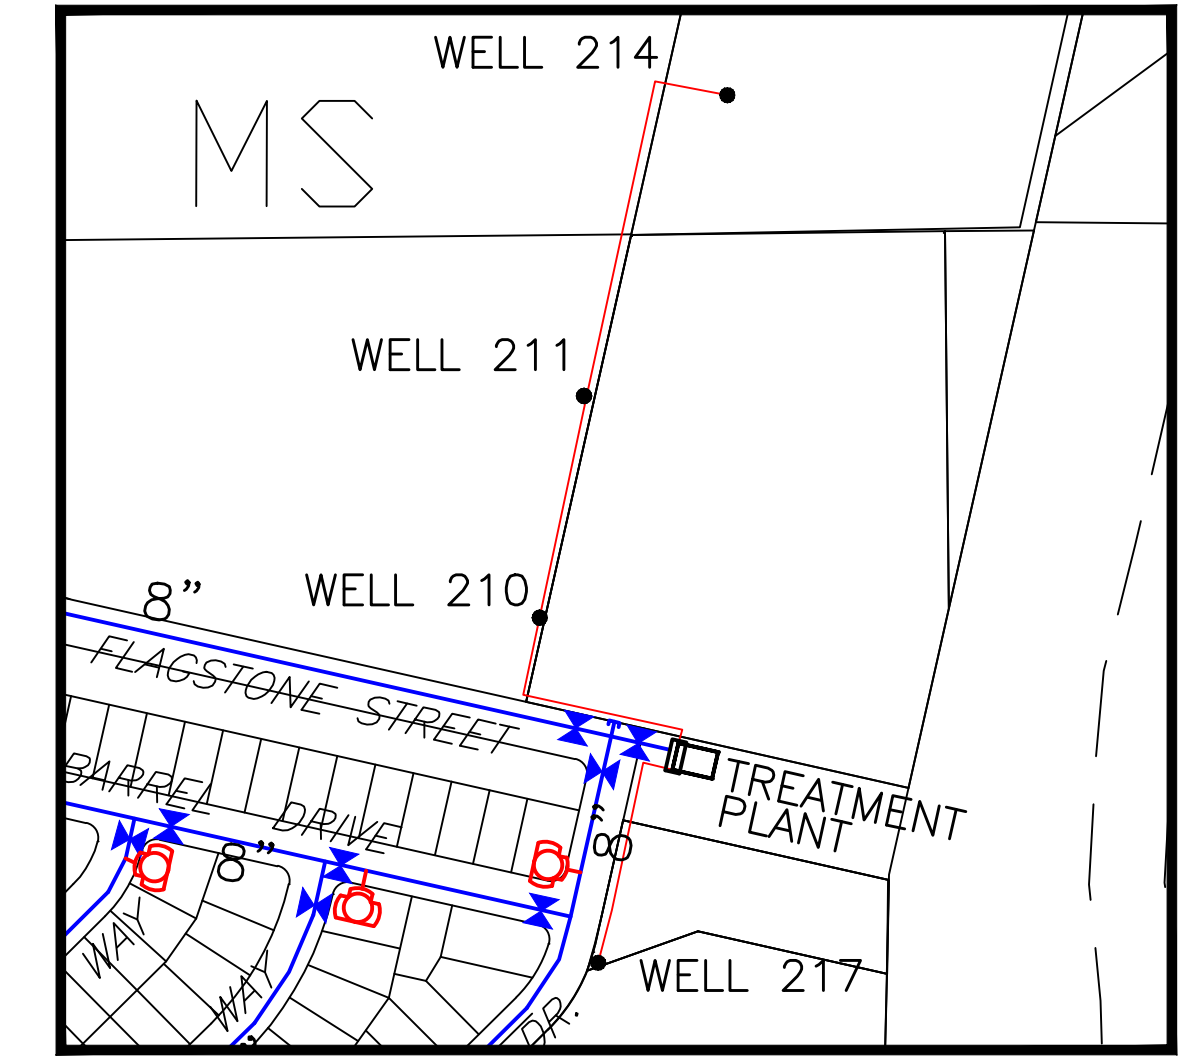 WELL 214
MS
WELL 211
WELL 210
8”
FLAGSTONE STREET
BARREL DRIVE
TREATMENT
PLANT
8”
8”
WAY
WAY
WELL 217
DR.